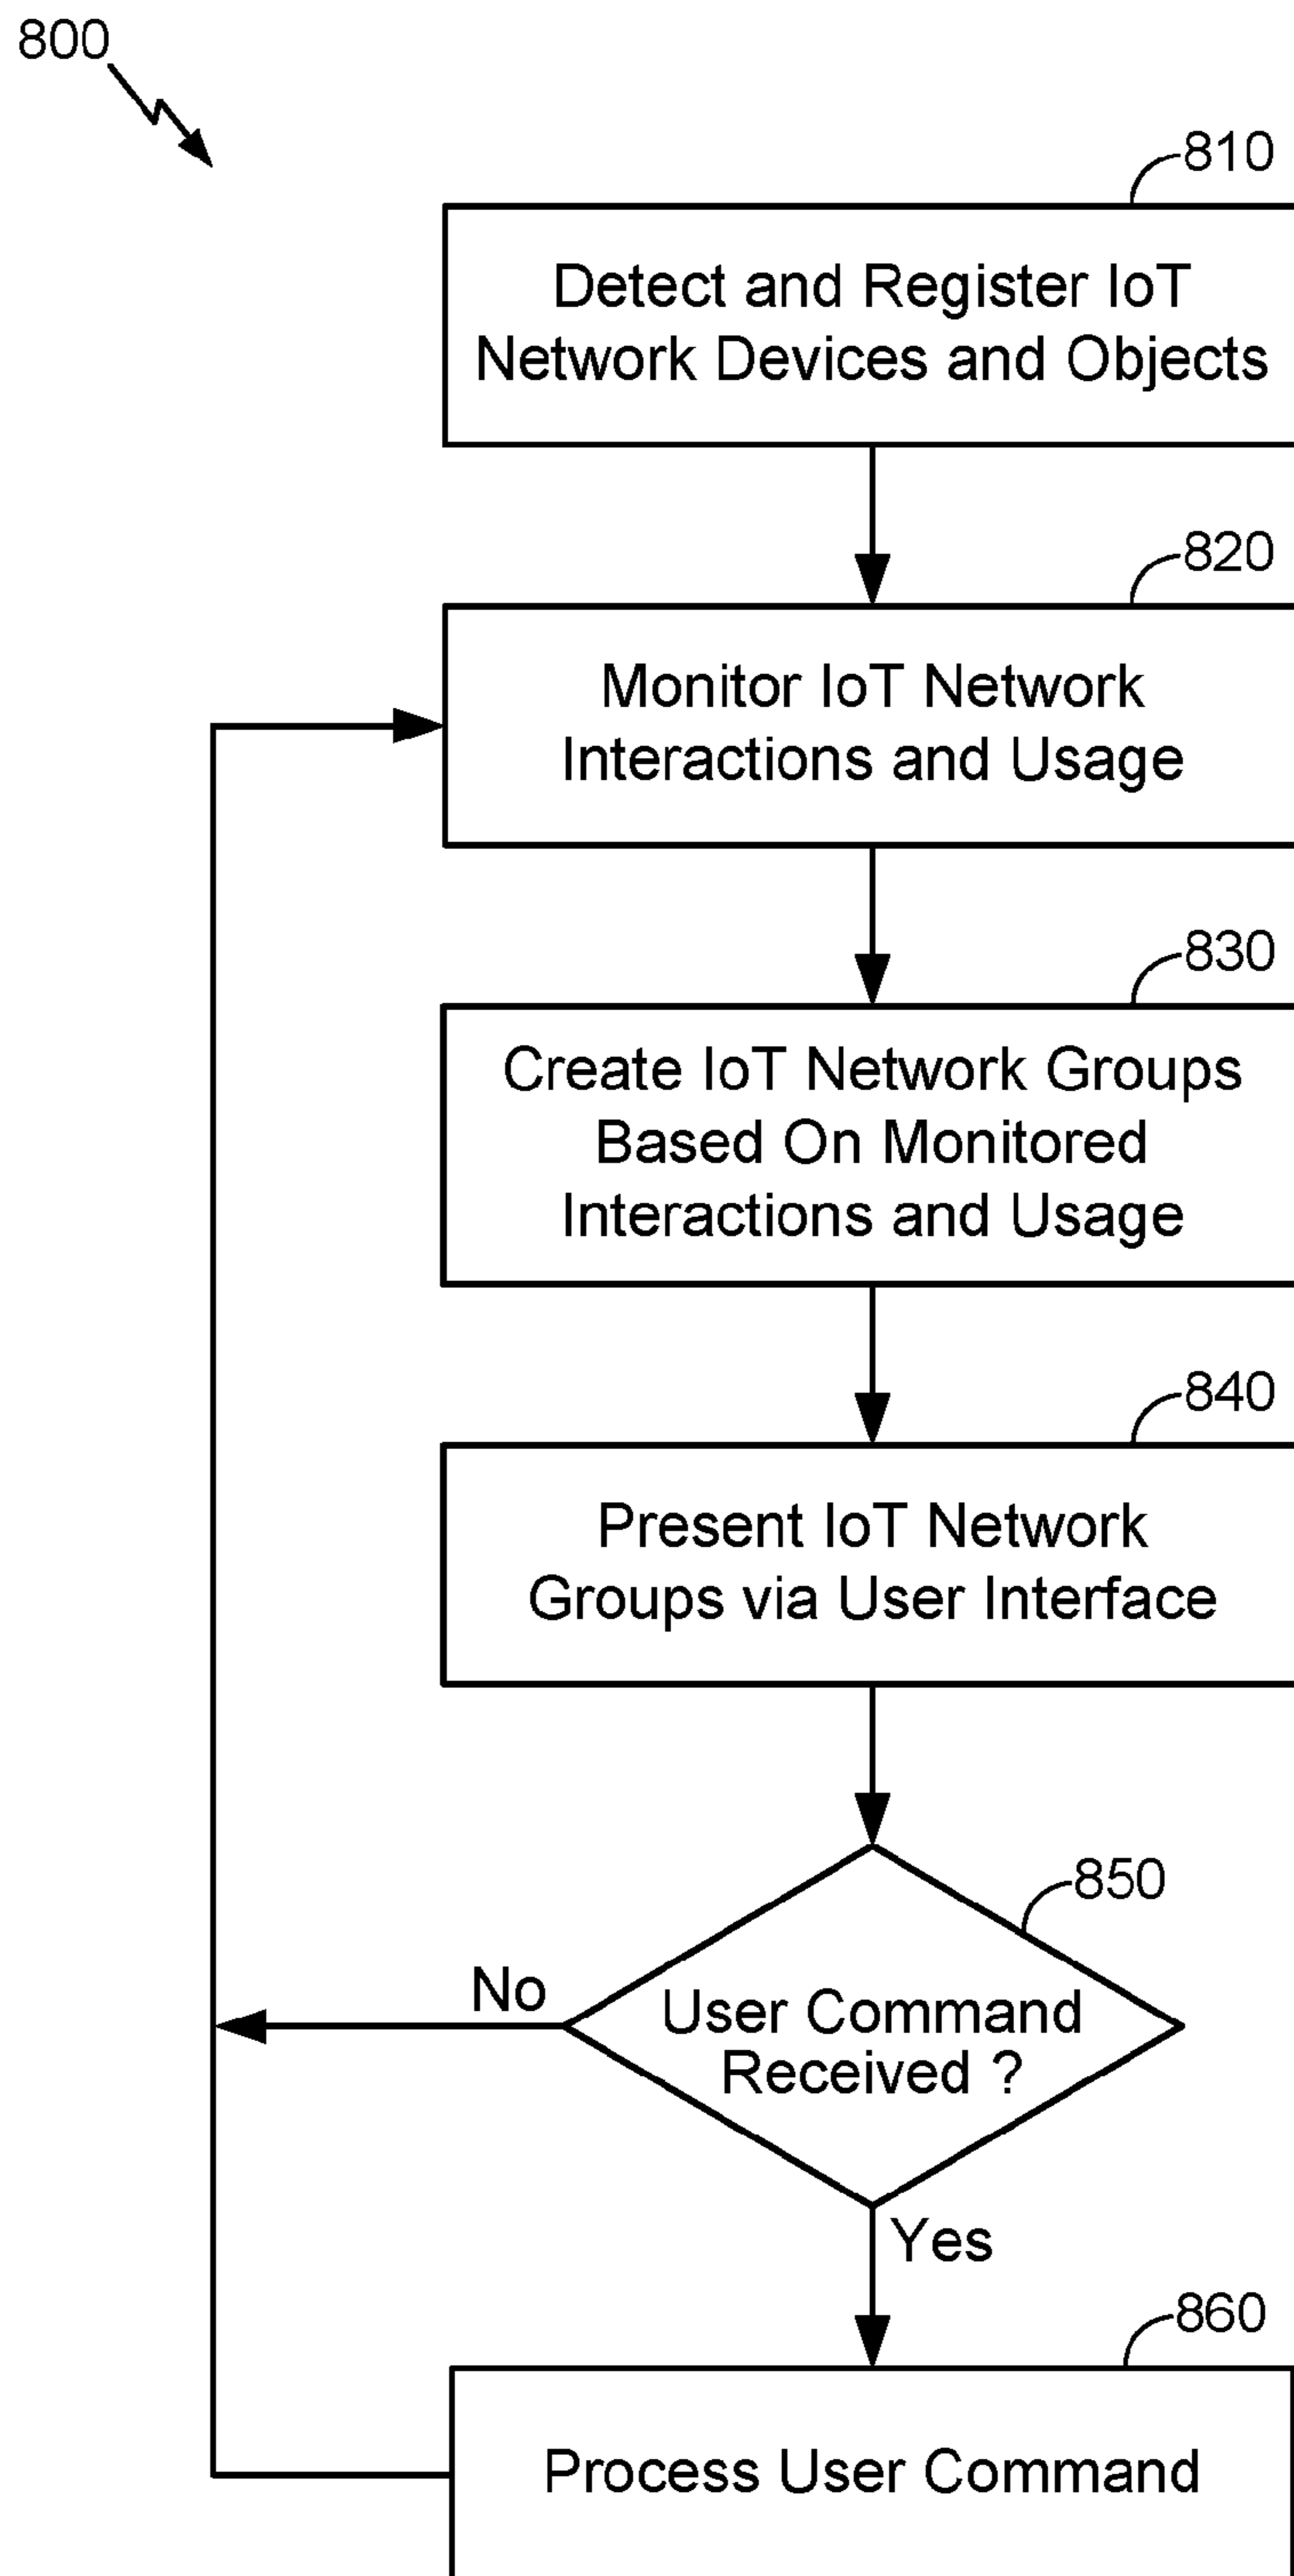 800
810
Detect and Register IoT
Network Devices and Objects
820
Monitor IoT Network
Interactions and Usage
830
Create IoT Network Groups
Based On Monitored
Interactions and Usage
840
Present IoT Network
Groups via User Interface
850
No
User Command
Received ?
Yes
860
Process User Command